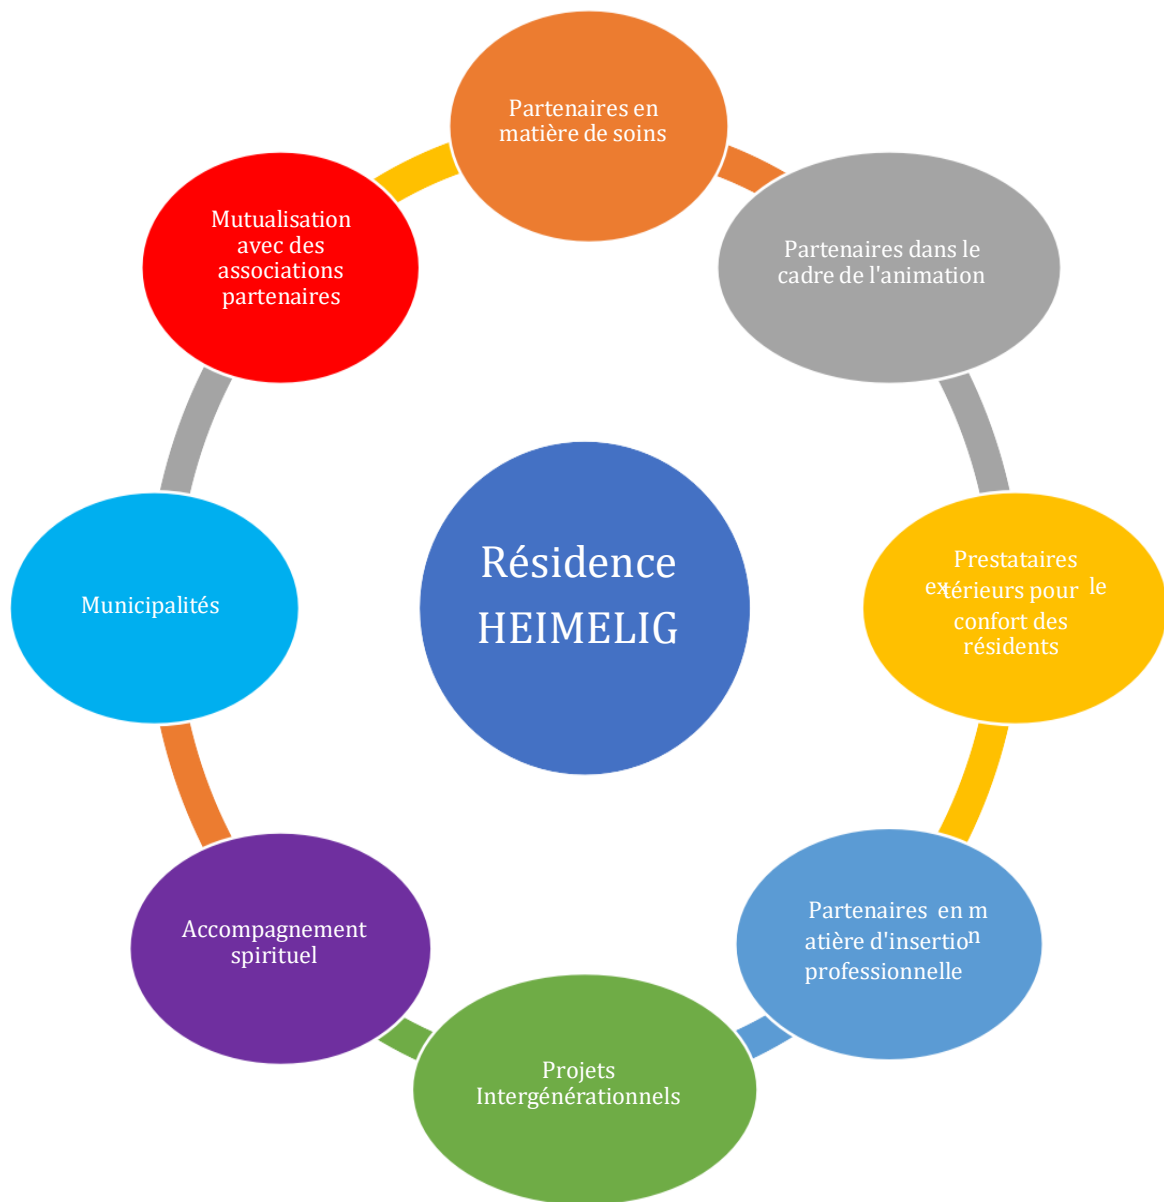 Partenaires en
matière de soins
Partenaires dans le
cadre de l'animation
Prestataires
extérieurs pour le
confort des
résidents
Partenaires en m
atière d'insertion
professionnelle
Projets
Intergénérationnels
Accompagnement
spirituel
Municipalités
Mutualisation
avec des
associations
partenaires
Résidence
HEIMELIG